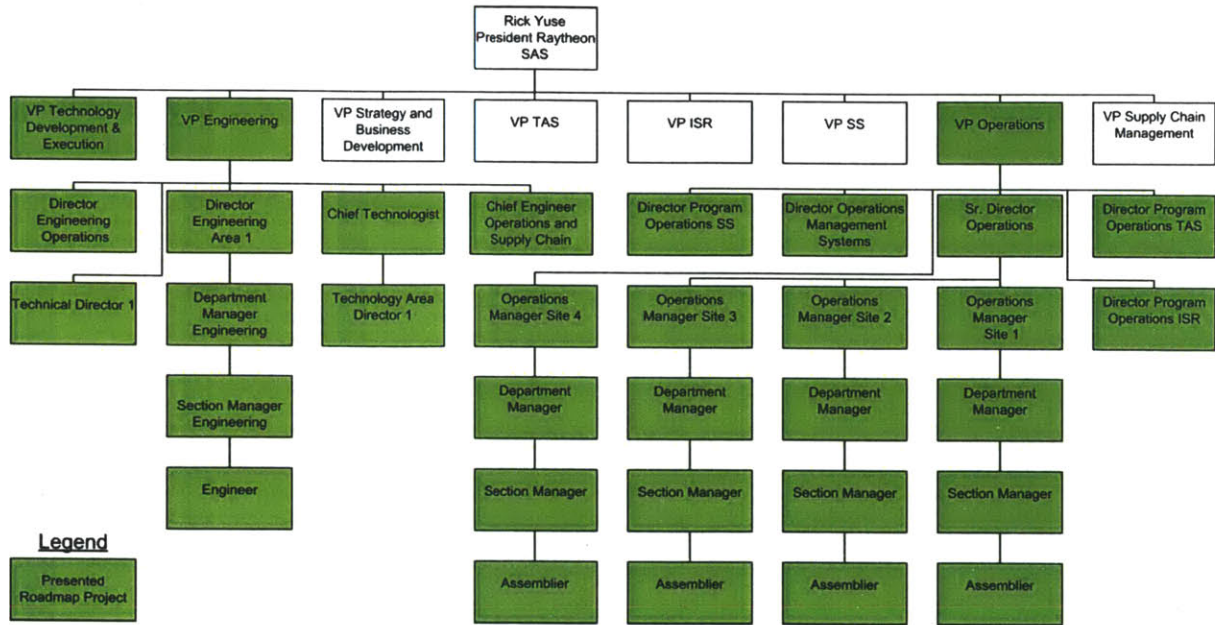 Rick Yuse
President Raytheon
SAS
VP Technology
Development &
Execution
VP Engineering
VP Strategy and
Business
Development
VP TAS
VP ISR
VP SS
VP Operations
VP Supply Chain
Management
Director
Engineering
Operations
Director
Engineering
Area 1
Chief Technologist
Chief Engineer
Operations and
Supply Chain
Director Program
Operations SS
Director Operations
Management
Systems
Sr. Director
Operations
Director Program
Operations TAS
Technical Director 1
Department
Manager
Engineering
Technology Area
Director 1
Operations
Manager Site 4
Operations
Manager Site 3
Operations
Manager Site 2
Operations
Manager
Site 1
Director Program
Operations ISR
Section Manager
Engineering
Department
Manager
Department
Manager
Department
Manager
Department
Manager
Engineer
Section Manager
Section Manager
Section Manager
Section Manager
Legend
Presented
Roadmap Project
Assemblier
Assemblier
Assemblier
Assemblier